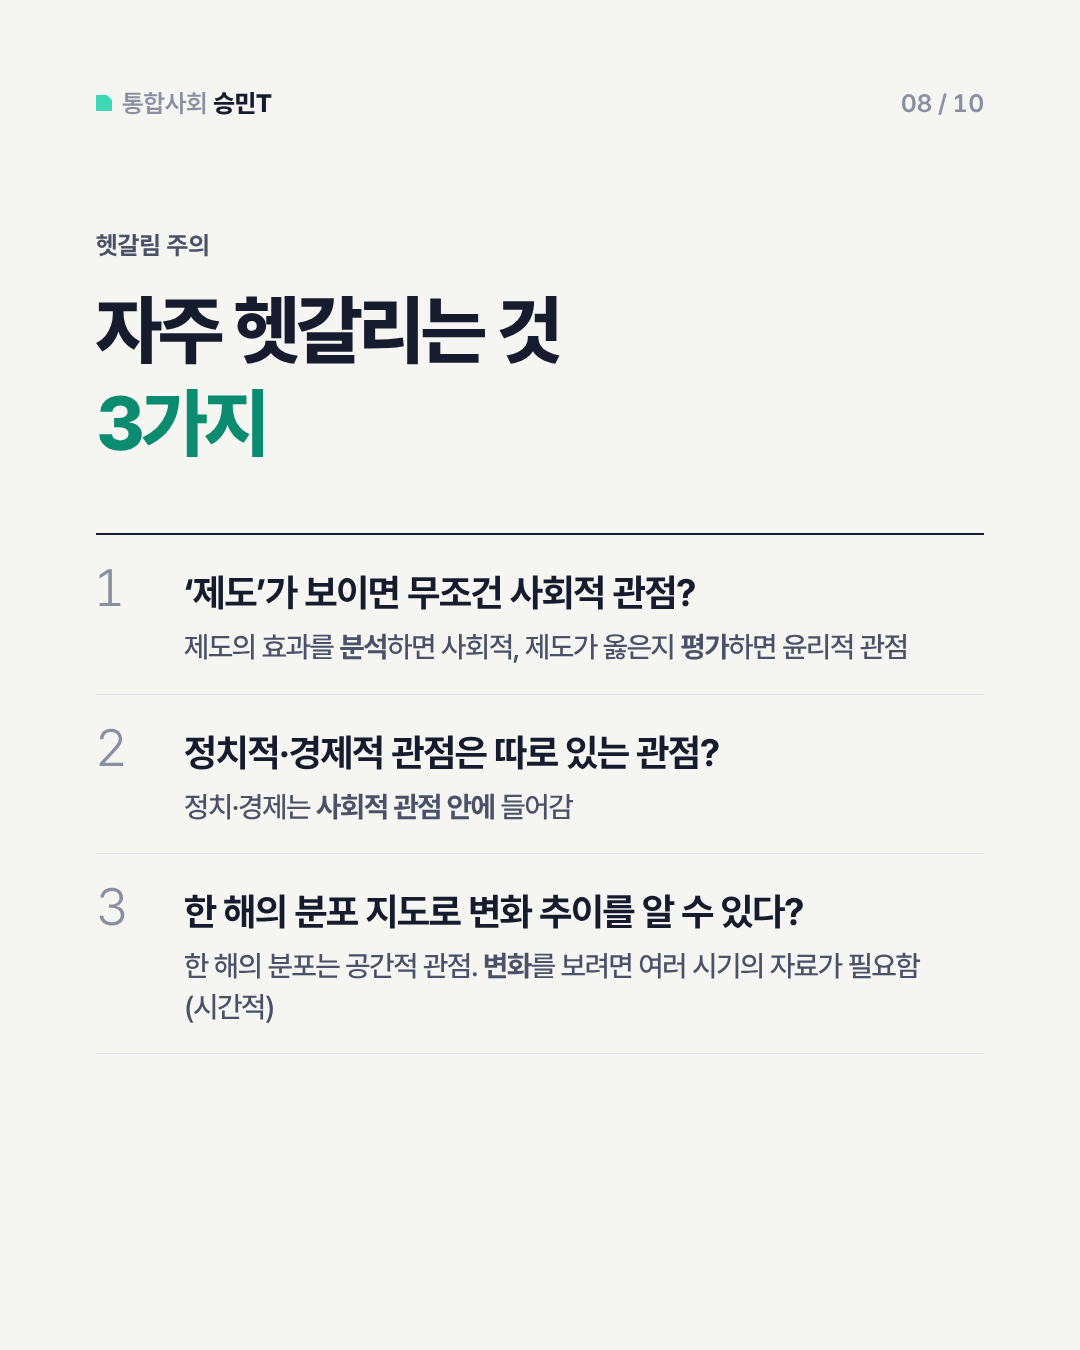 통합사회 승민T
08 / 10
헷갈림 주의
자주 헷갈리는 것
3가지
1
‘제도’가 보이면 무조건 사회적 관점?
제도의 효과를 분석하면 사회적, 제도가 옳은지 평가하면 윤리적 관점
2
정치적·경제적 관점은 따로 있는 관점?
정치·경제는 사회적 관점 안에 들어감
3
한 해의 분포 지도로 변화 추이를 알 수 있다?
한 해의 분포는 공간적 관점. 변화를 보려면 여러 시기의 자료가 필요함
(시간적)